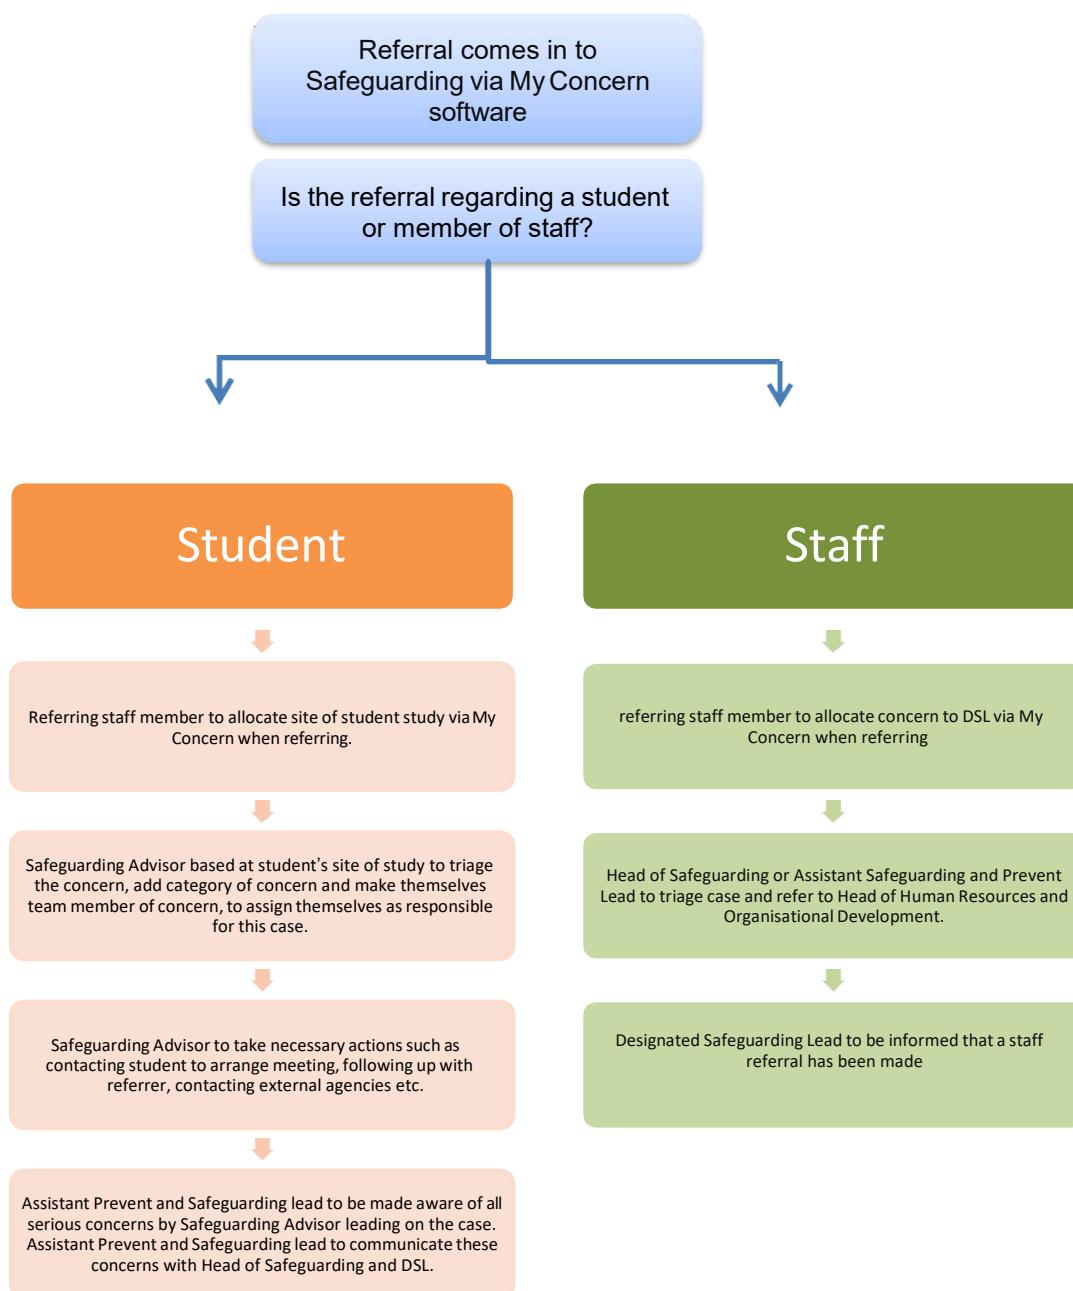 Referral comes in to
Safeguarding via My Concern
software
Is the referral regarding a student
or member of staff?
Student
Referring staff member to allocate site of student study via My
Concern when referring.
Safeguarding Advisor based at student’s site of study to triage
the concern, add category of concern and make themselves
team member of concern, to assign themselves as responsible
for this case.
Safeguarding Advisor to take necessary actions such as
contacting student to arrange meeting, following up with
referrer, contacting external agencies etc.
Assistant Prevent and Safeguarding lead to be made aware of all
serious concerns by Safeguarding Advisor leading on the case.
Assistant Prevent and Safeguarding lead to communicate these
concerns with Head of Safeguarding and DSL.
Staff
referring staff member to allocate concern to DSL via My
Concern when referring
Head of Safeguarding or Assistant Safeguarding and Prevent
Lead to triage case and refer to Head of Human Resources and
Organisational Development.
Designated Safeguarding Lead to be informed that a staff
referral has been made